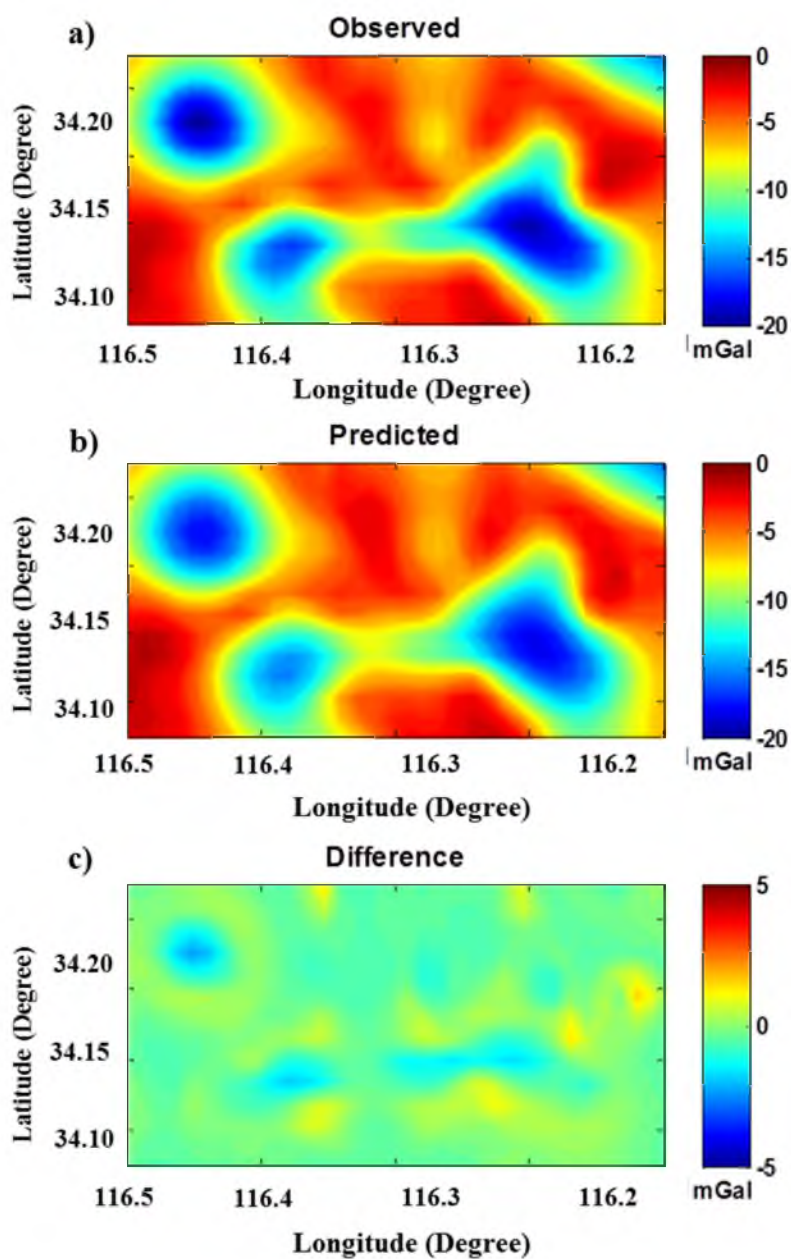 a)
Observed
0
-5
-10
-15
-20
mGal
34.20
34.15
34.10
Latitude (Degree)
116.5 116.4 116.3 116.2
Longitude (Degree)
b)
Predicted
0
-5
-10
-15
-20
mGal
34.20
34.15
34.10
Latitude (Degree)
116.5 116.4 116.3 116.2
Longitude (Degree)
c)
Difference
5
0
-5
mGal
34.20
34.15
34.10
Latitude (Degree)
116.5 116.4 116.3 116.2
Longitude (Degree)